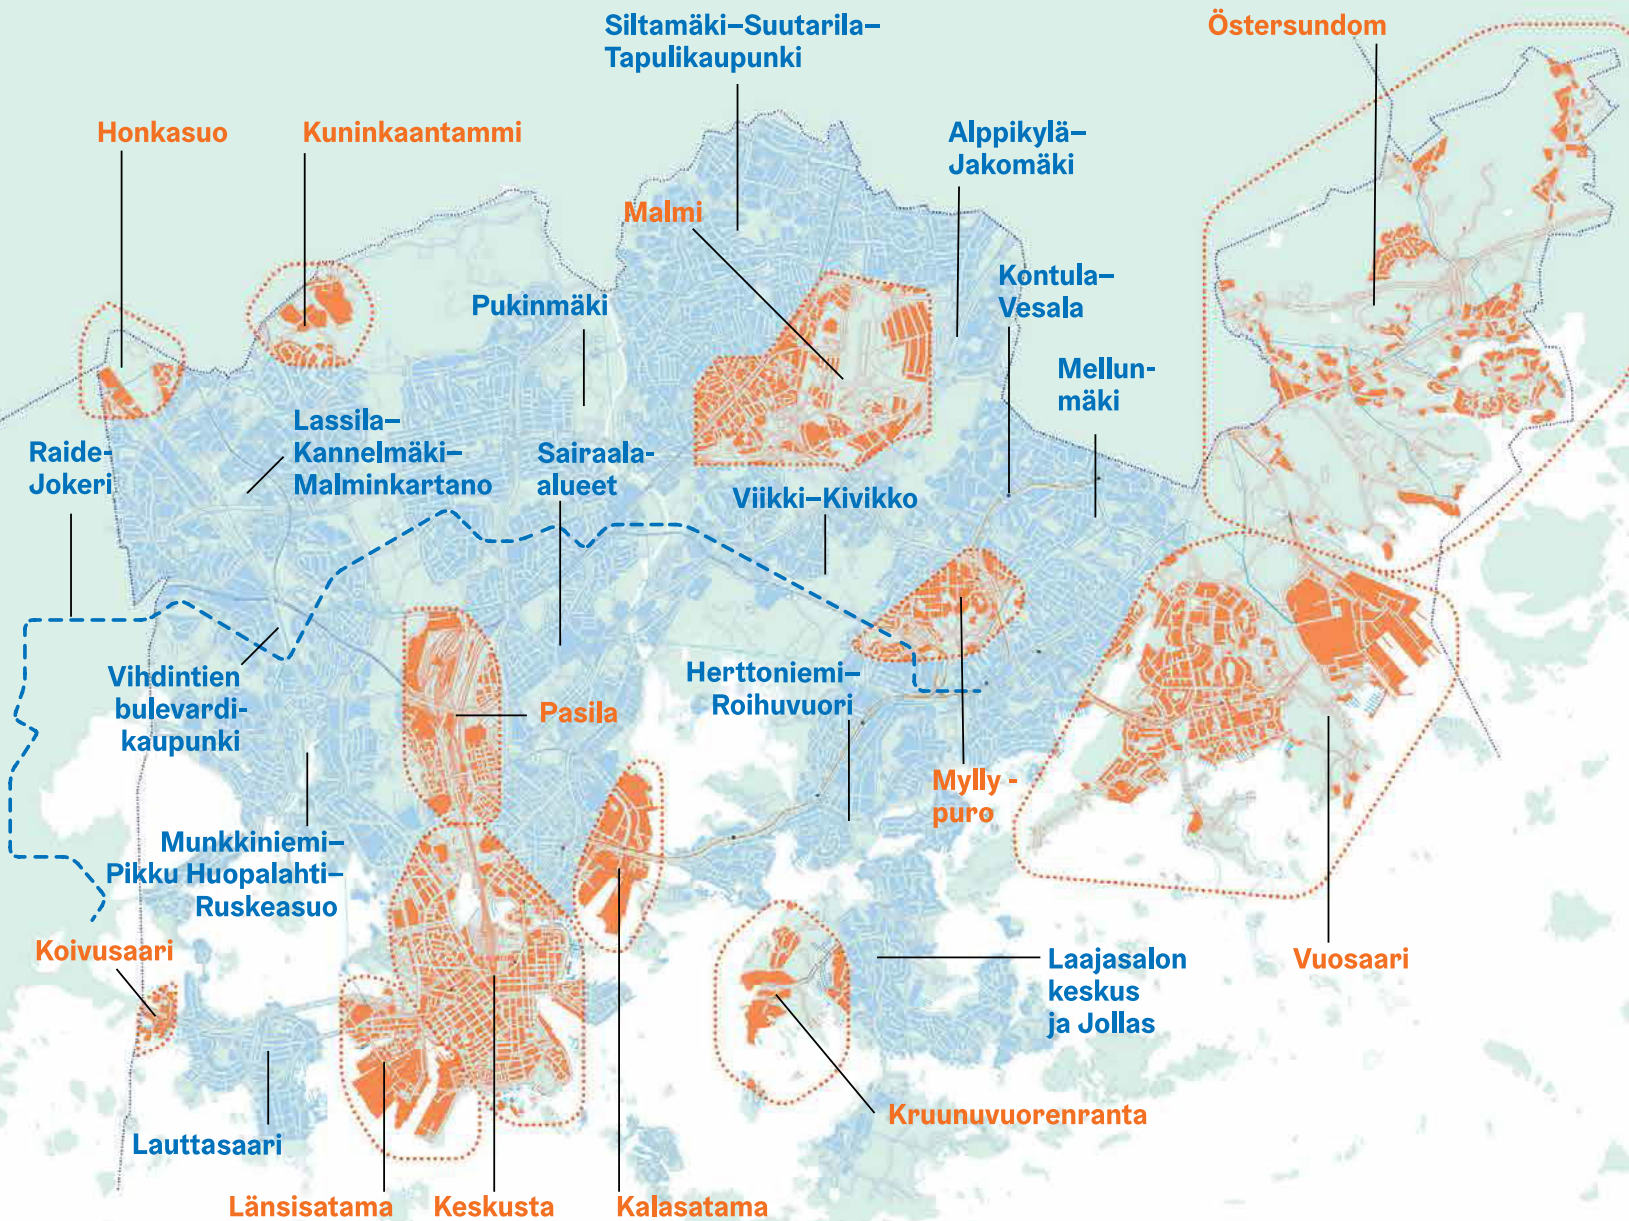 Siltamäki–Suutarila–
Tapulikaupunki
Östersundom
Honkasuo
Kuninkaantammi
Alppikylä–
Jakomäki
Malmi
Kontula–
Vesala
Pukinmäki
Mellun-
mäki
Lassila–
Kannelmäki–
Malminkartano
Raide-
Jokeri
Sairaala-
alueet
Viikki–Kivikko
Vihdintien
bulevardi-
kaupunki
Herttoniemi–
Roihuvuori
Pasila
Mylly -
puro
Munkkiniemi–
Pikku Huopalahti–
Ruskeasuo
Koivusaari
Laajasalon
keskus
ja Jollas
Vuosaari
Kruunuvuorenranta
Lauttasaari
Länsisatama
Keskusta
Kalasatama